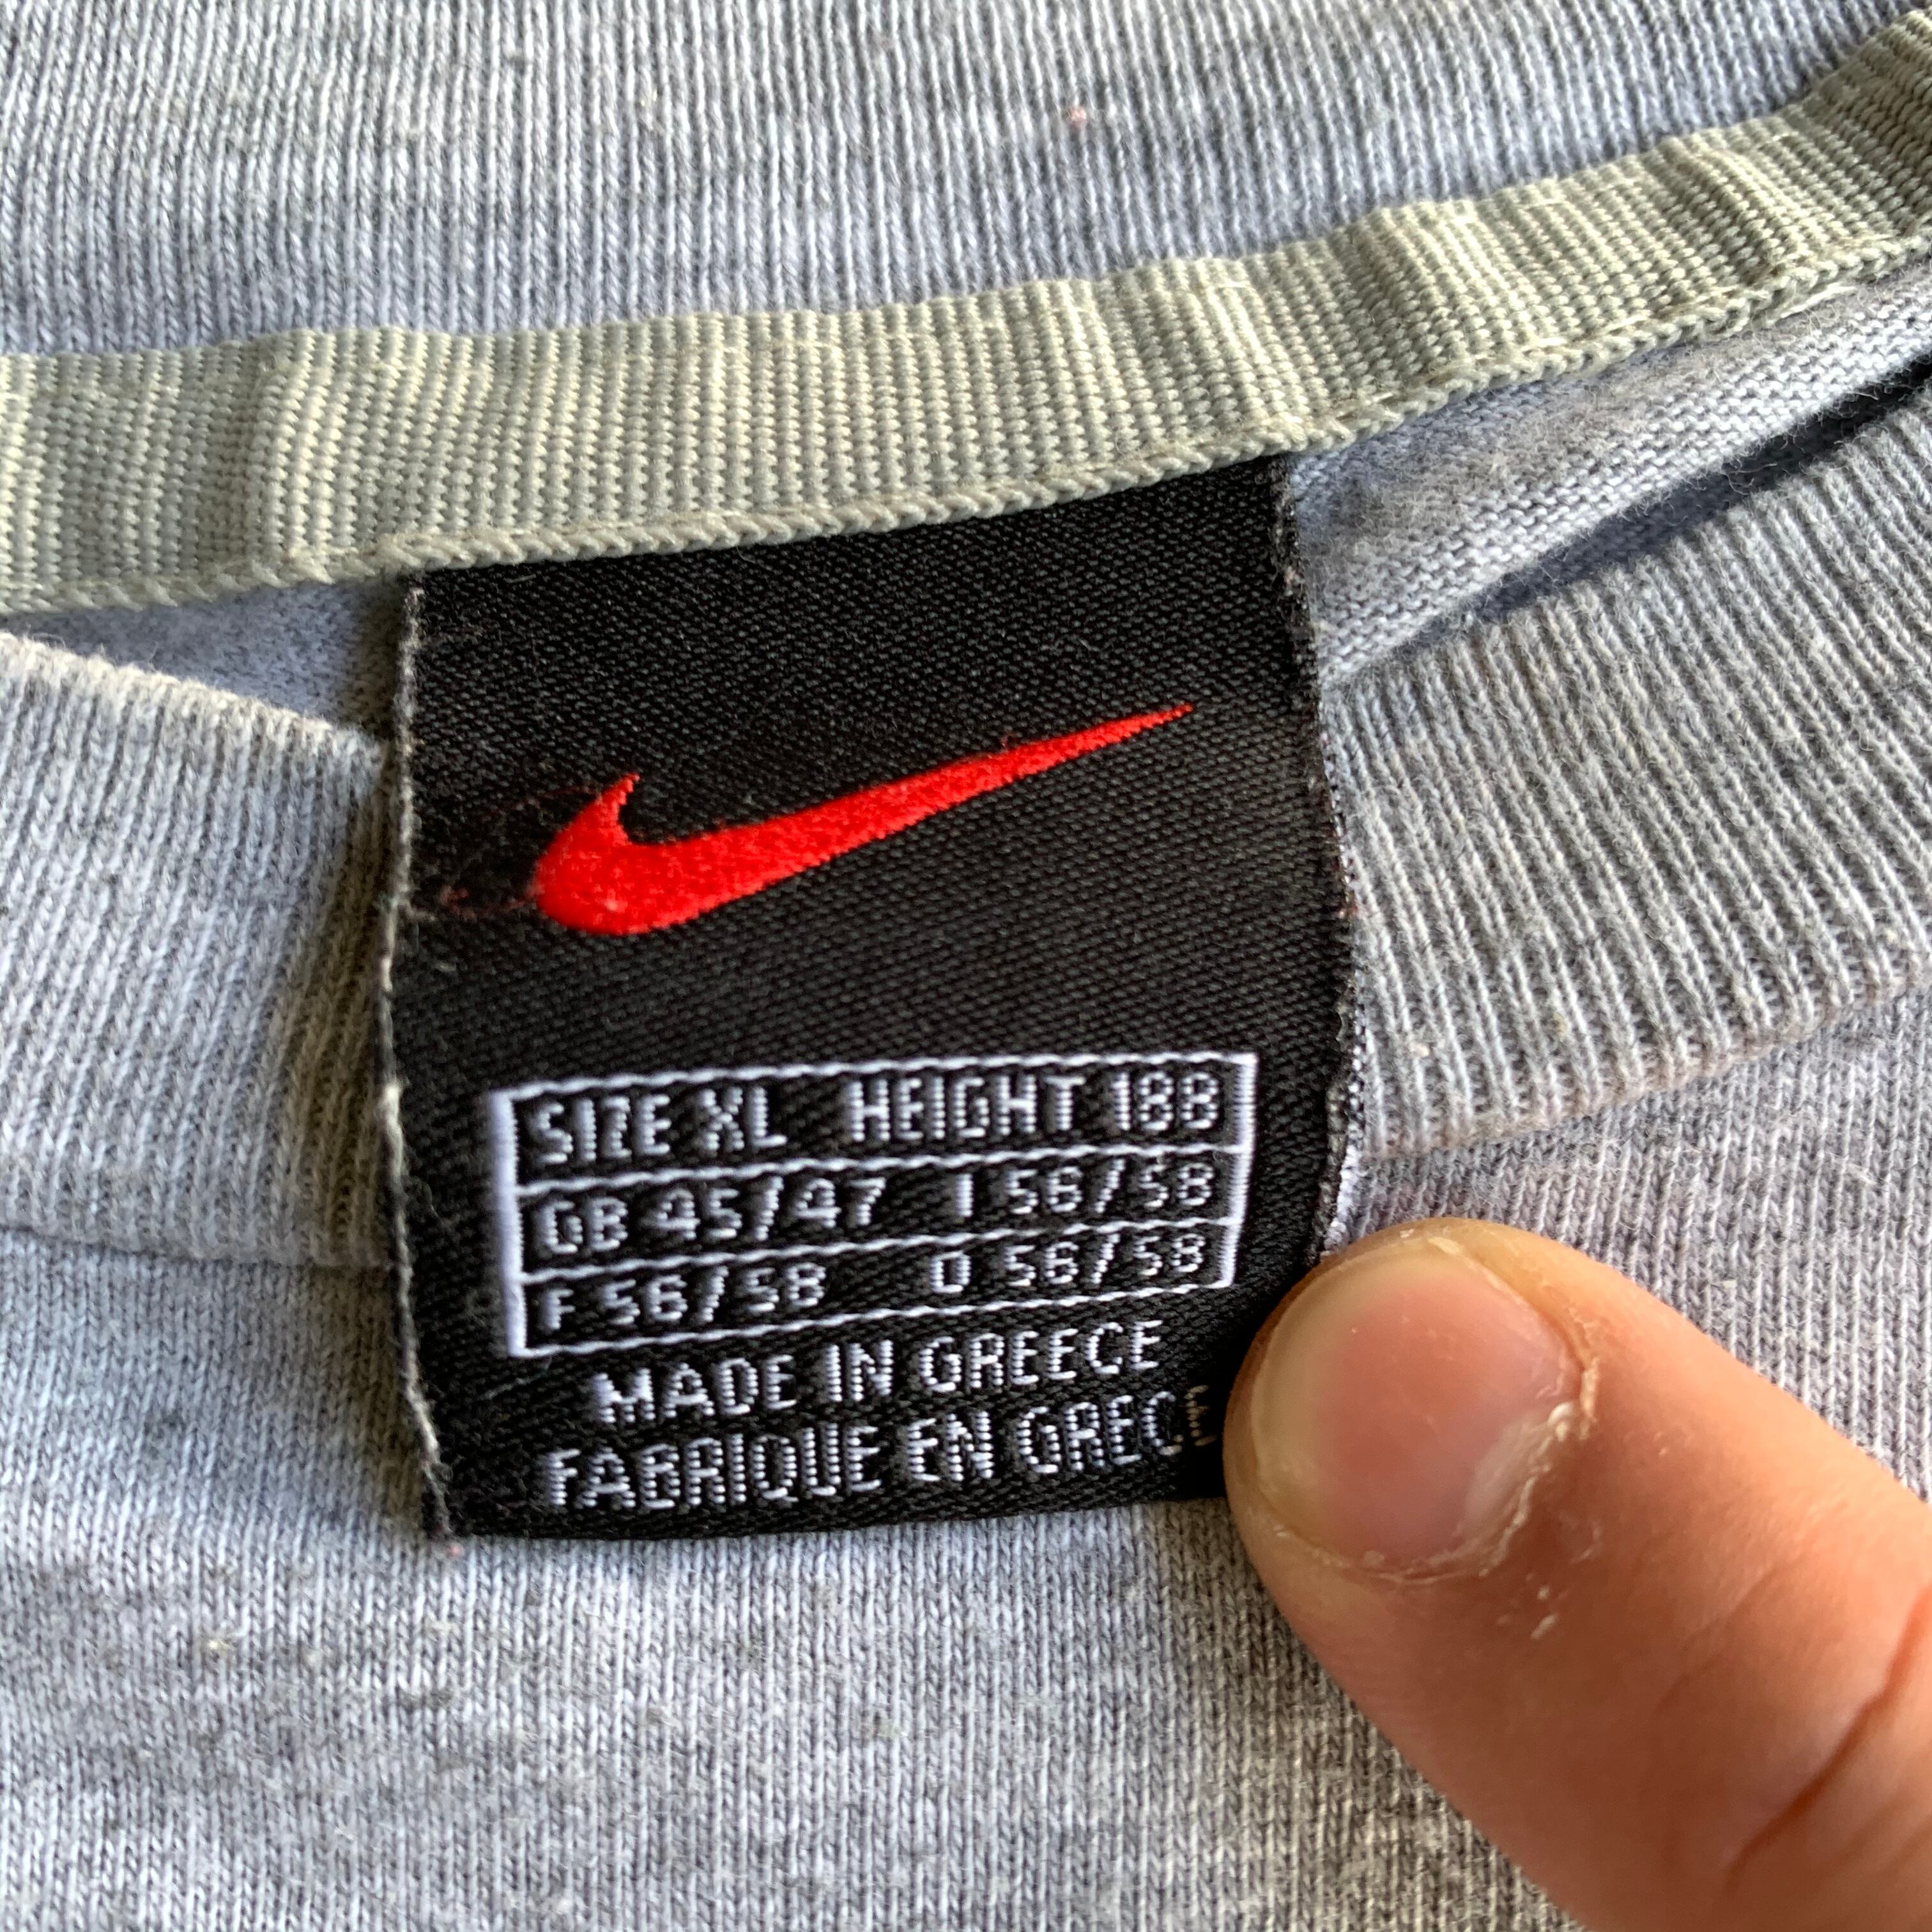 SIZE XL HEIGHT 188
GB 45/47 I 56/58
F 56/58 D 56/58
MADE IN GREECE
FABRIQUE EN GRECE